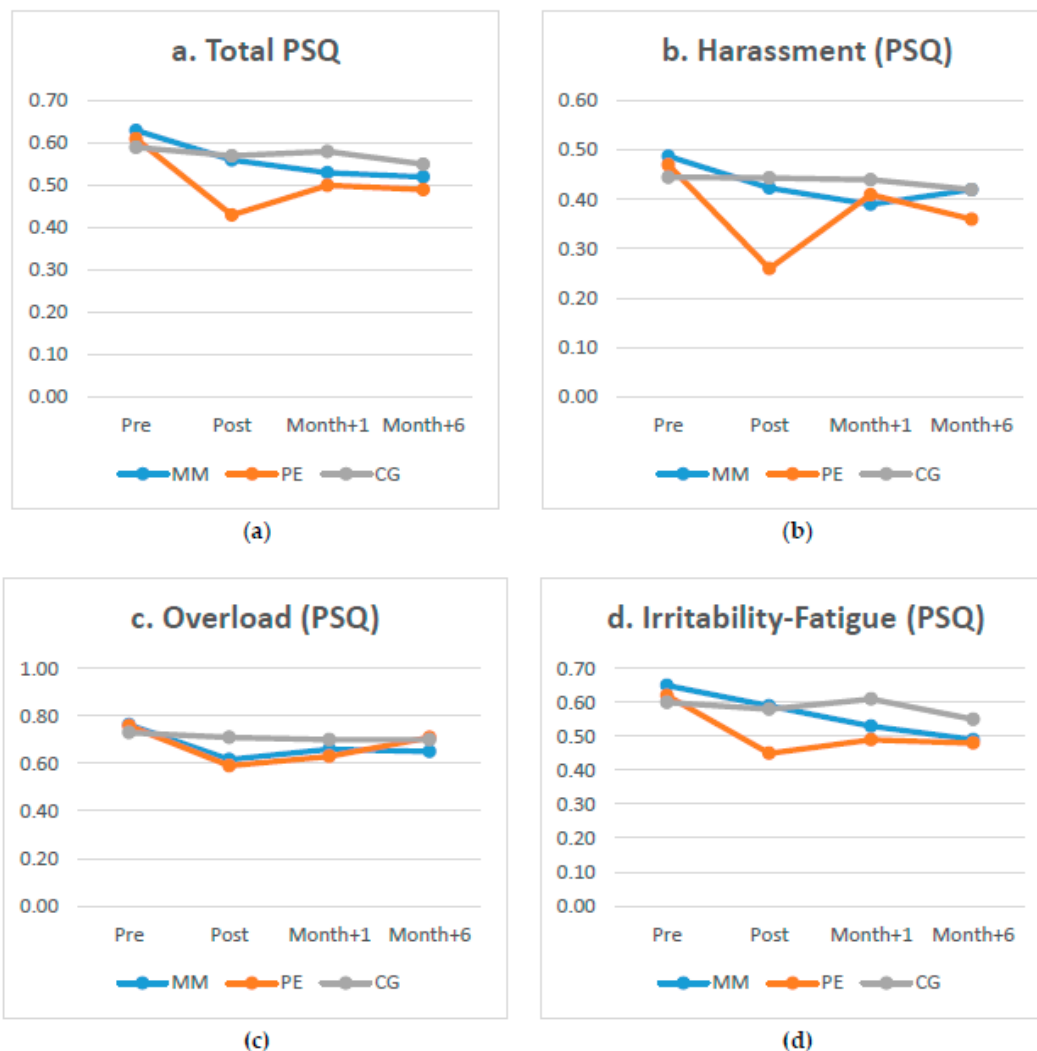 a. Total PSQ
0.70
0.60
0.50
0.40
0.30
0.20
0.10
0.00
Pre Post Month+1 Month+6
MM PE CG
(a)
b. Harassment (PSQ)
0.60
0.50
0.40
0.30
0.20
0.10
0.00
Pre Post Month+1 Month+6
MM PE CG
(b)
c. Overload (PSQ)
1.00
0.80
0.60
0.40
0.20
0.00
Pre Post Month+1 Month+6
MM PE CG
(c)
d. Irritability-Fatigue (PSQ)
0.70
0.60
0.50
0.40
0.30
0.20
0.10
0.00
Pre Post Month+1 Month+6
MM PE CG
(d)